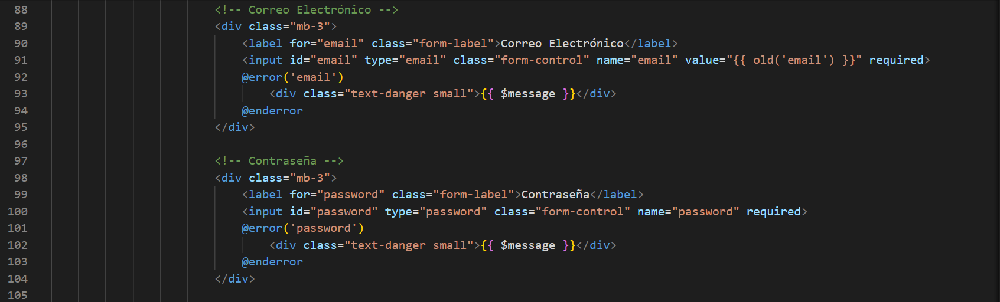 88 <!-- Correo Electrónico -->
89 <div class="mb-3">
90 <label for="email" class="form-label">Correo Electrónico</label>
91 <input id="email" type="email" class="form-control" name="email" value="{{ old('email') }}" required>
92 @error('email')
93 <div class="text-danger small">{{ $message }}</div>
94 @enderror
95 </div>
96
97 <!-- Contraseña -->
98 <div class="mb-3">
99 <label for="password" class="form-label">Contraseña</label>
100 <input id="password" type="password" class="form-control" name="password" required>
101 @error('password')
102 <div class="text-danger small">{{ $message }}</div>
103 @enderror
104 </div>
105